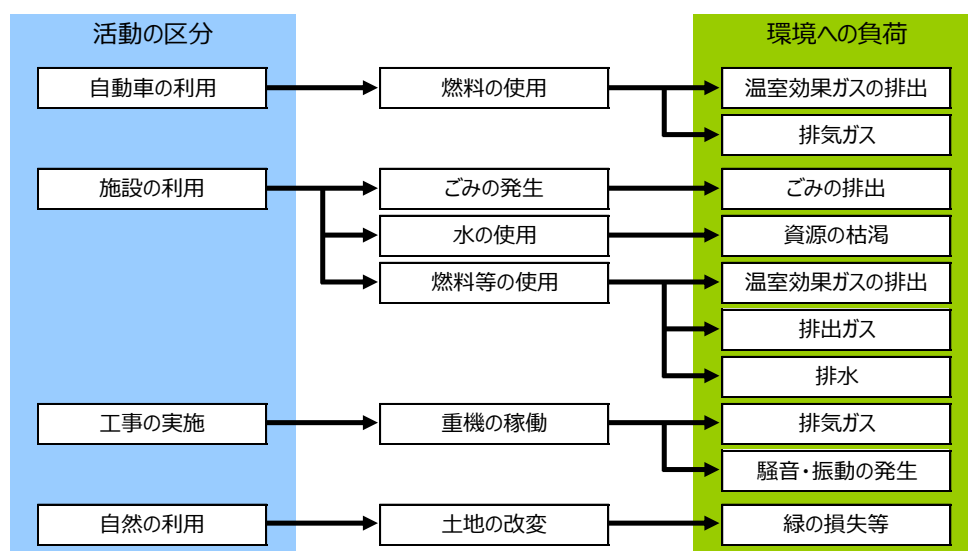 活動の区分
環境への負荷
自動車の利用
燃料の使用
温室効果ガスの排出
排気ガス
施設の利用
ごみの発生
ごみの排出
水の使用
資源の枯渇
燃料等の使用
温室効果ガスの排出
排出ガス
排水
工事の実施
重機の稼働
排気ガス
騒音・振動の発生
自然の利用
土地の改変
緑の損失等